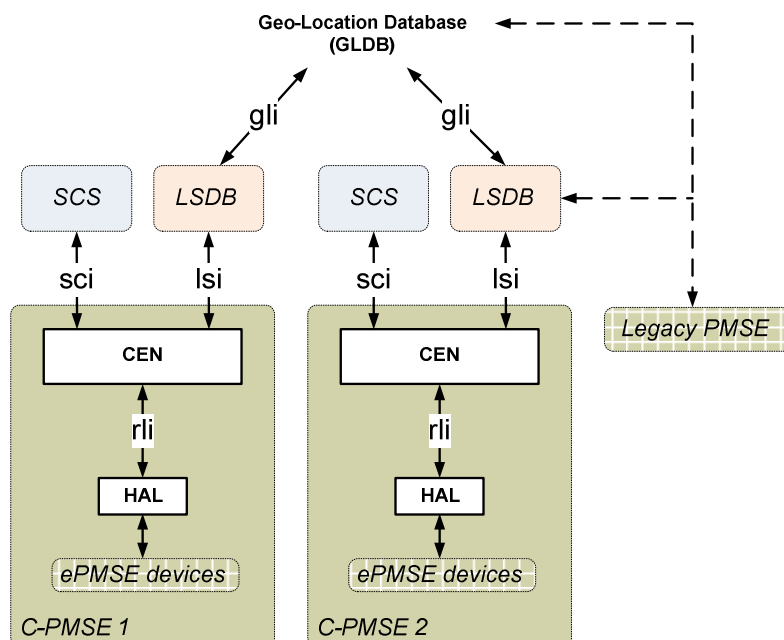 Geo-Location Database
(GLDB)
gli
gli
SCS
LSDB
SCS
LSDB
sci
lsi
sci
lsi
Legacy PMSE
CEN
CEN
rli
rli
HAL
HAL
ePMSE devices
ePMSE devices
C-PMSE 1
C-PMSE 2